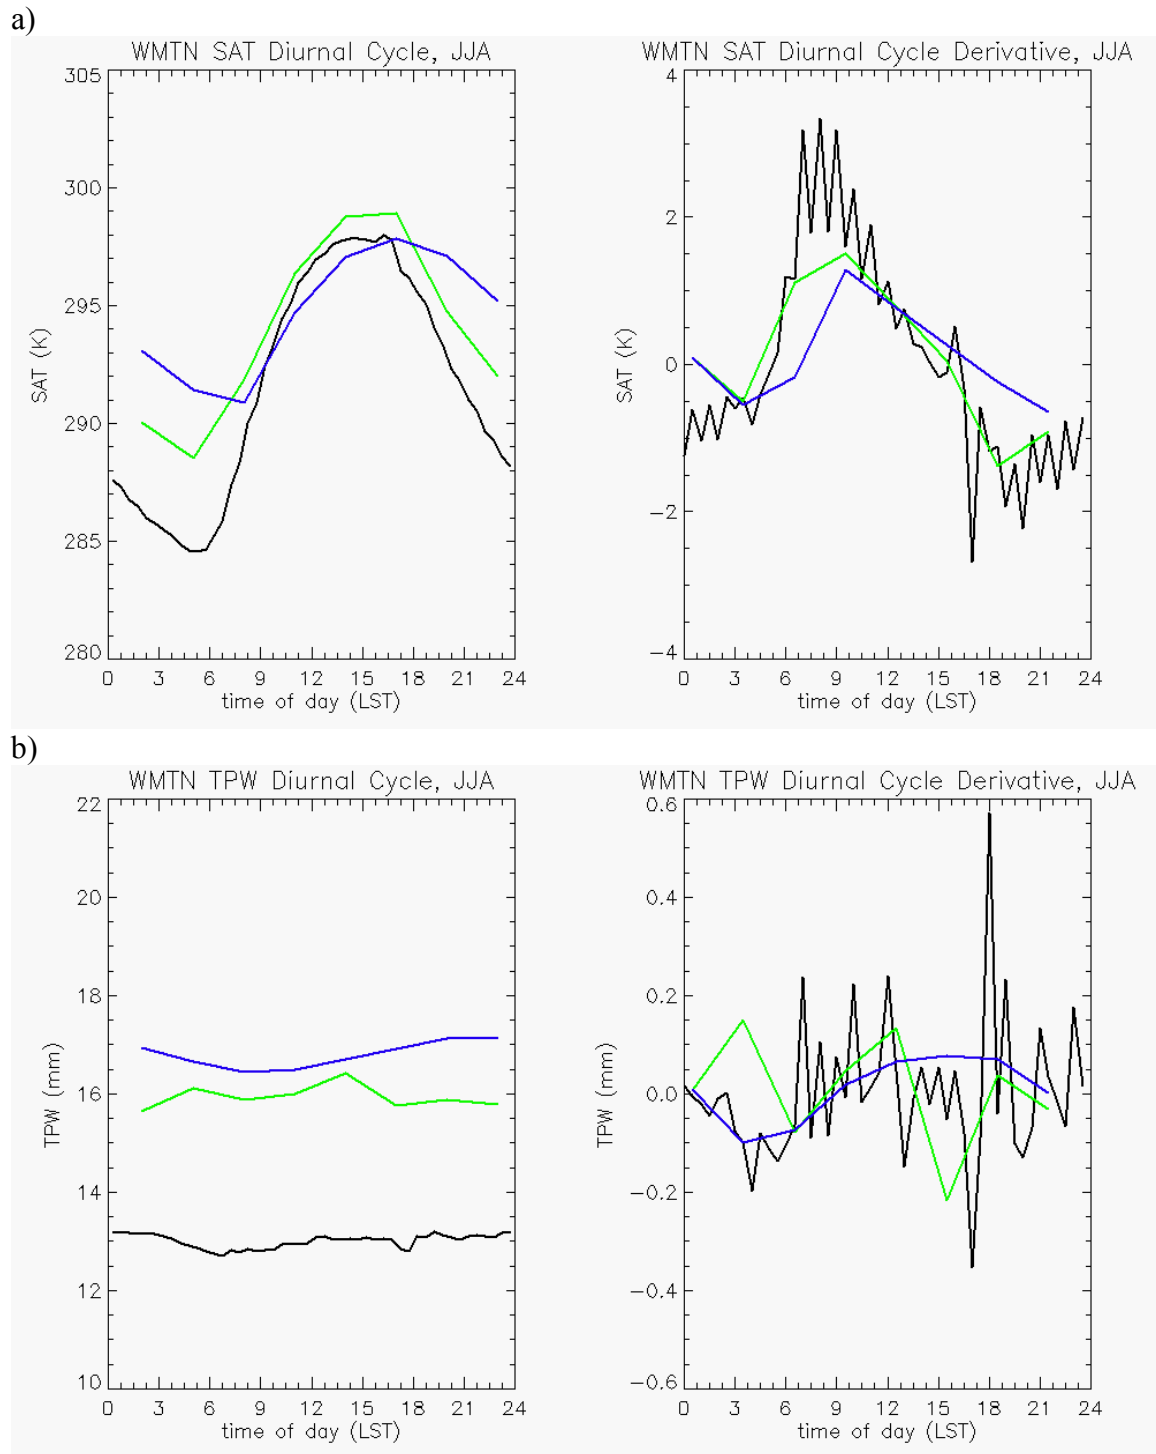 a)
WMTN SAT Diurnal Cycle, JJA
305
300
295
290
285
280
SAT (K)
0 3 6 9 12 15 18 21 24
time of day (LST)
WMTN SAT Diurnal Cycle Derivative, JJA
4
2
0
−2
−4
SAT (K)
0 3 6 9 12 15 18 21 24
time of day (LST)
b)
WMTN TPW Diurnal Cycle, JJA
22
20
18
16
14
12
10
TPW (mm)
0 3 6 9 12 15 18 21 24
time of day (LST)
WMTN TPW Diurnal Cycle Derivative, JJA
0.6
0.4
0.2
0.0
−0.2
−0.4
−0.6
TPW (mm)
0 3 6 9 12 15 18 21 24
time of day (LST)